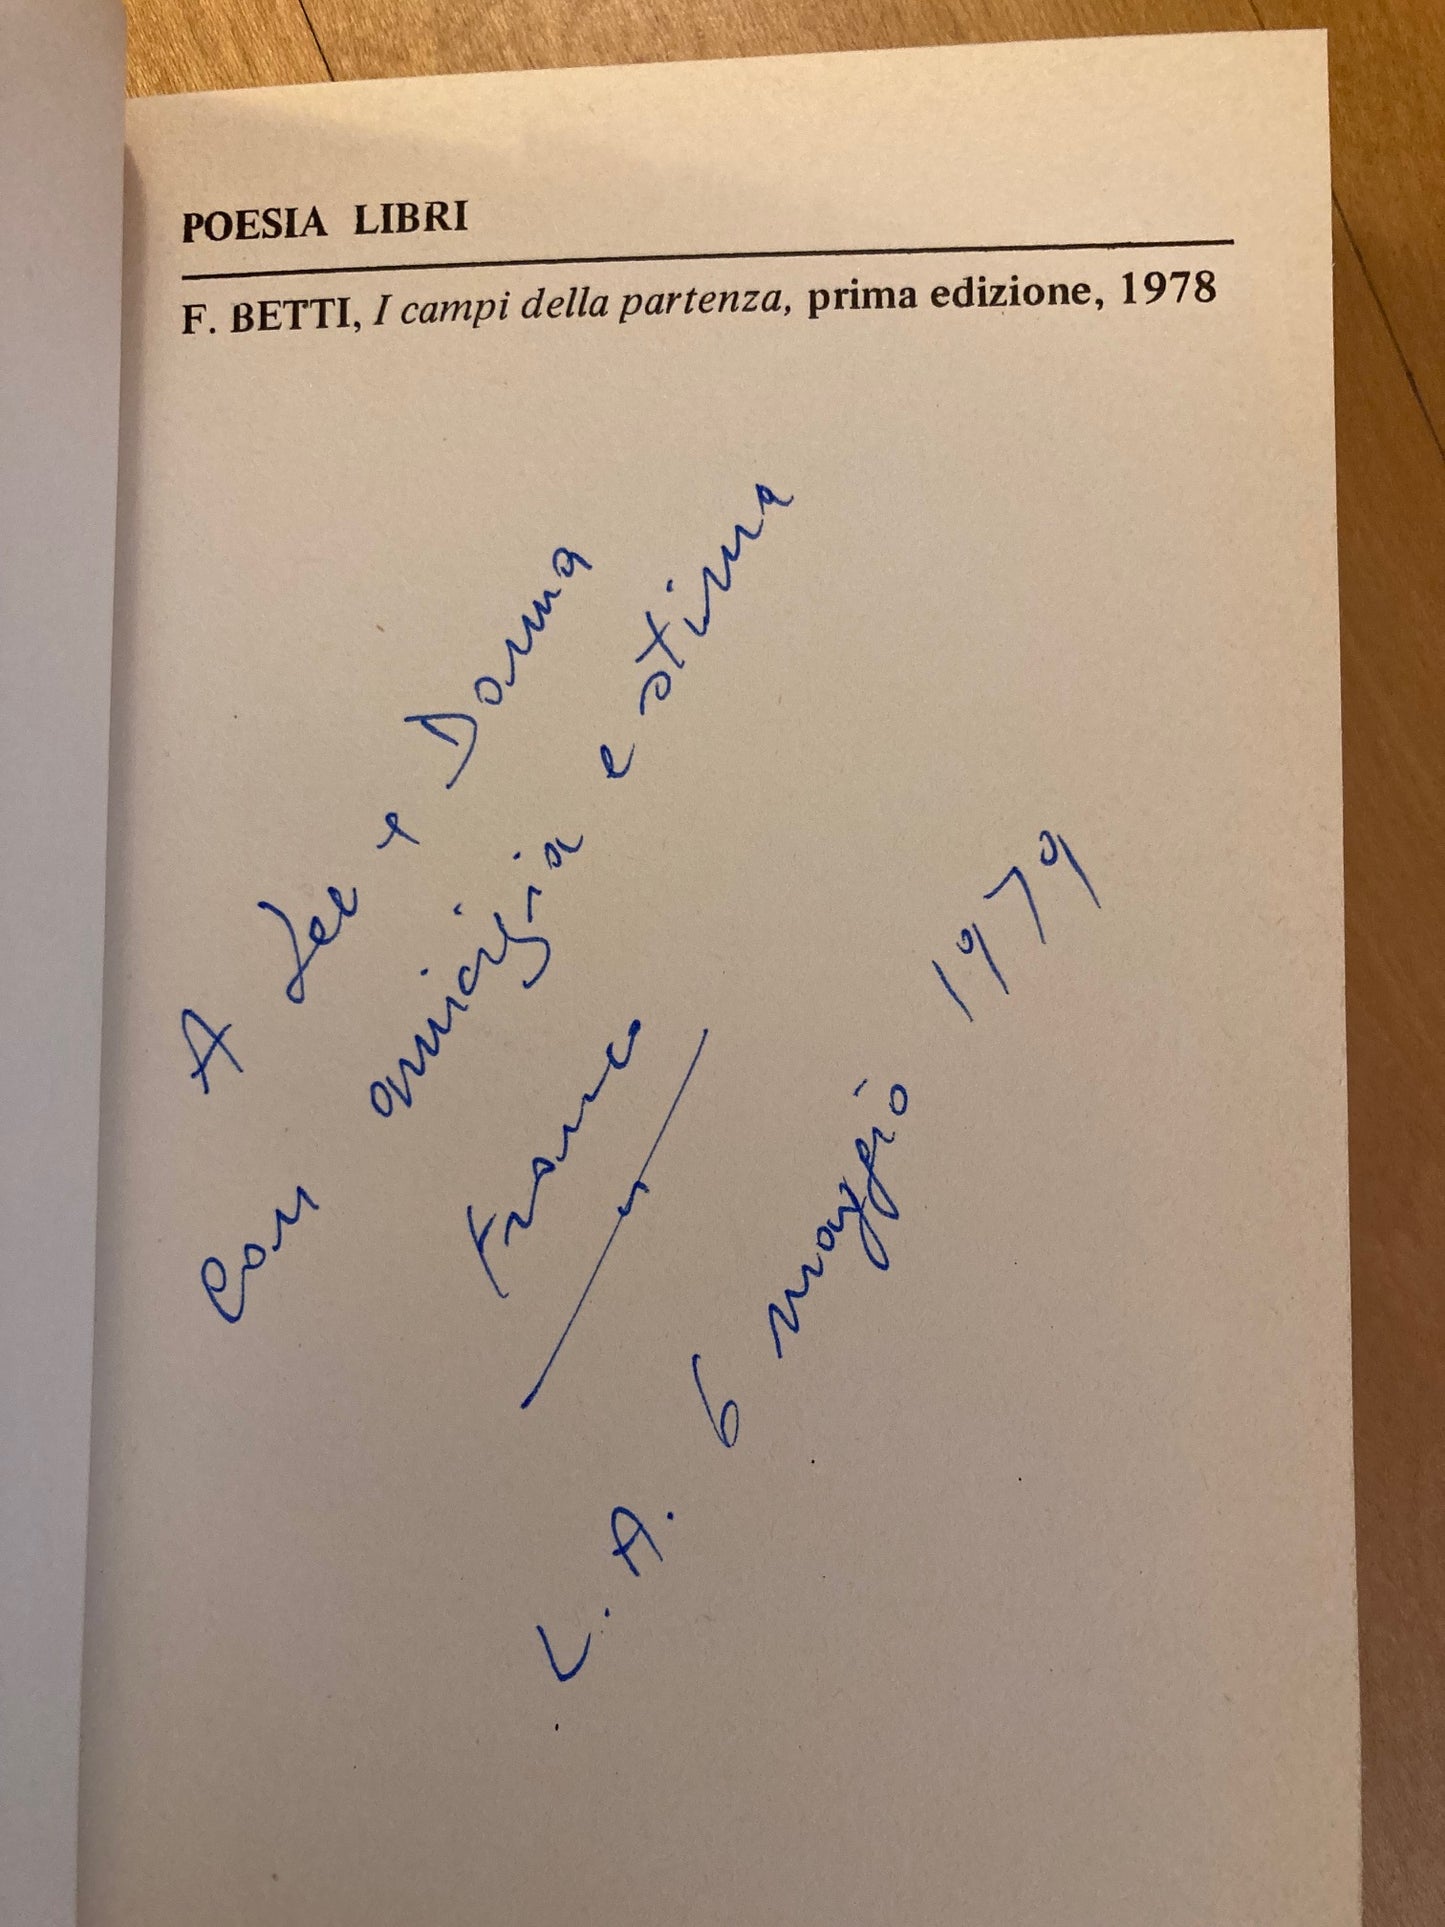 POESIA LIBRI
F. BETTI, I campi della partenza, prima edizione, 1978
A Lee e Donna
con amicizia e stima
Franco
L. A. 6 maggio 1979